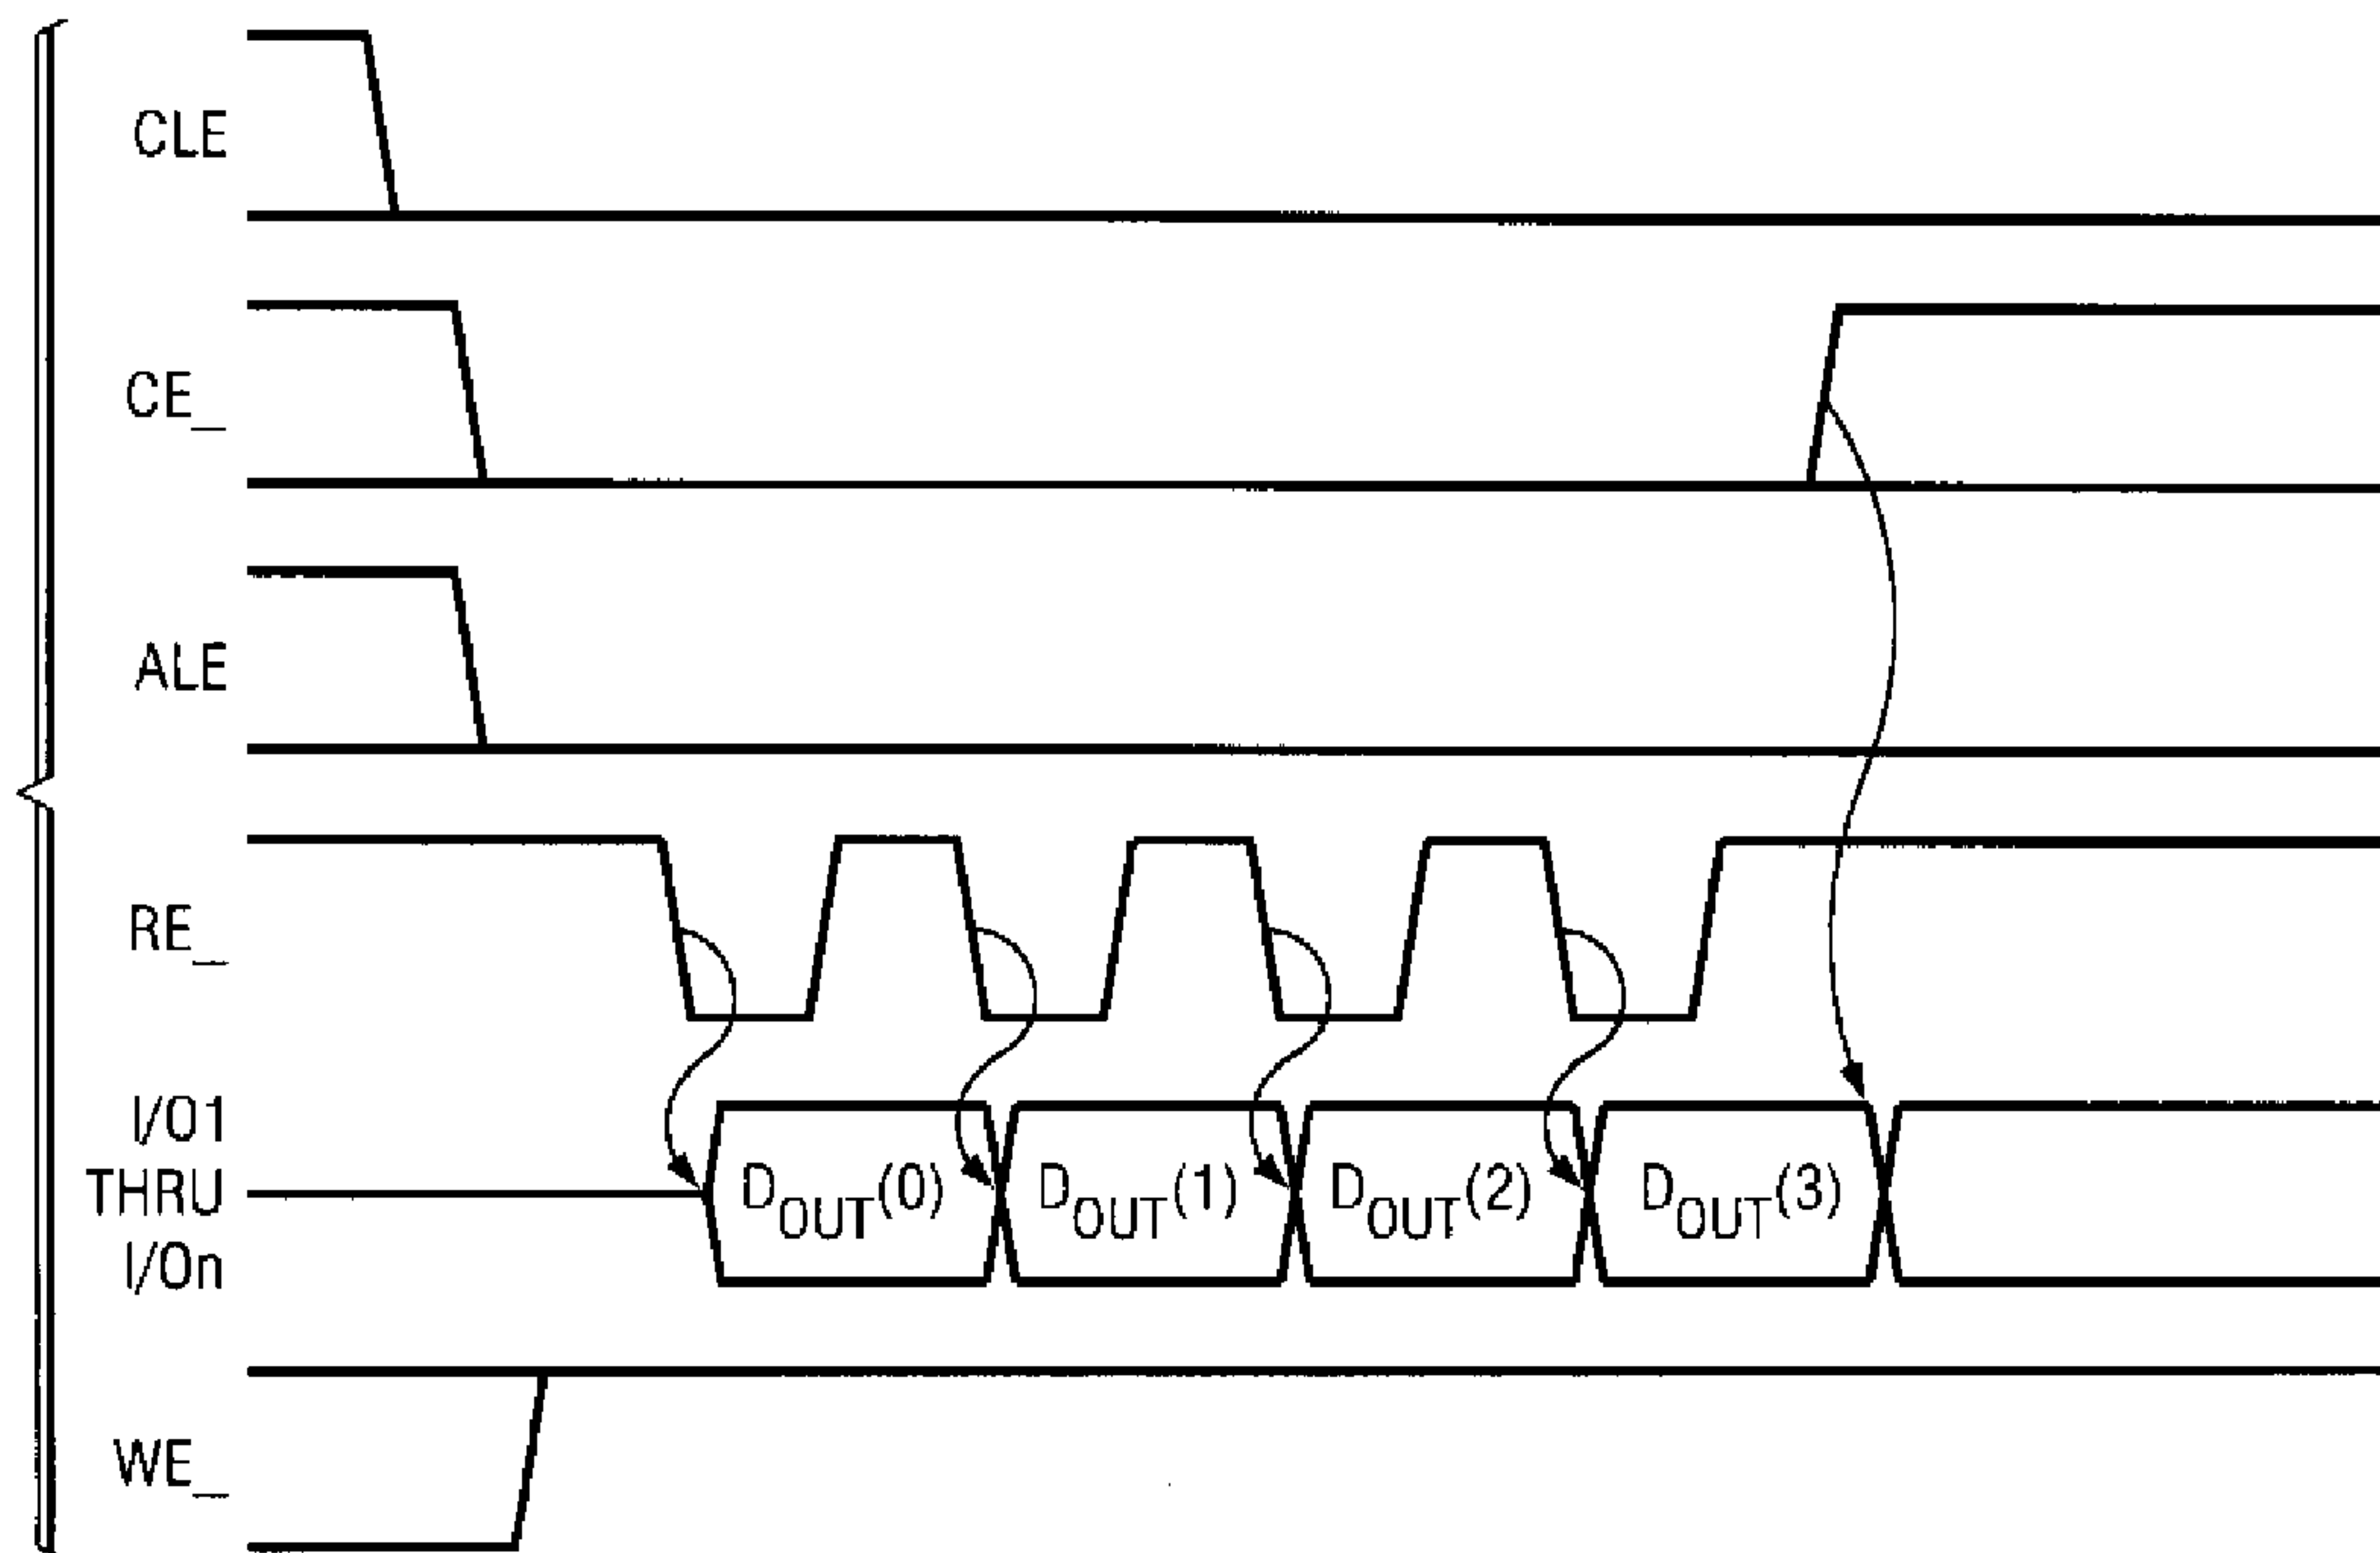 CLE
CE_
ALE
RE_
I/O1
THRU
I/On
DOUT(0)
DOUT(1)
DOUT(2)
DOUT(3)
WE_